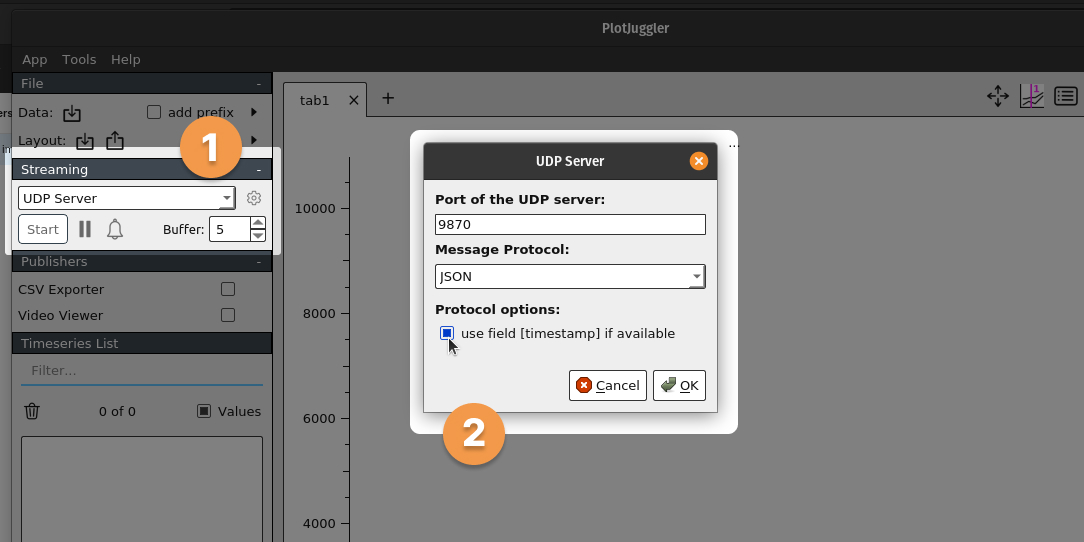 PlotJuggler
App Tools Help
File -
Data: add prefix
Layout:
1
Streaming -
UDP Server
Start Buffer: 5
Publishers -
CSV Exporter
Video Viewer
Timeseries List
Filter...
0 of 0 Values
tab1
1
10000
8000
6000
4000
...
UDP Server
Port of the UDP server:
9870
Message Protocol:
JSON
Protocol options:
use field [timestamp] if available
Cancel OK
2